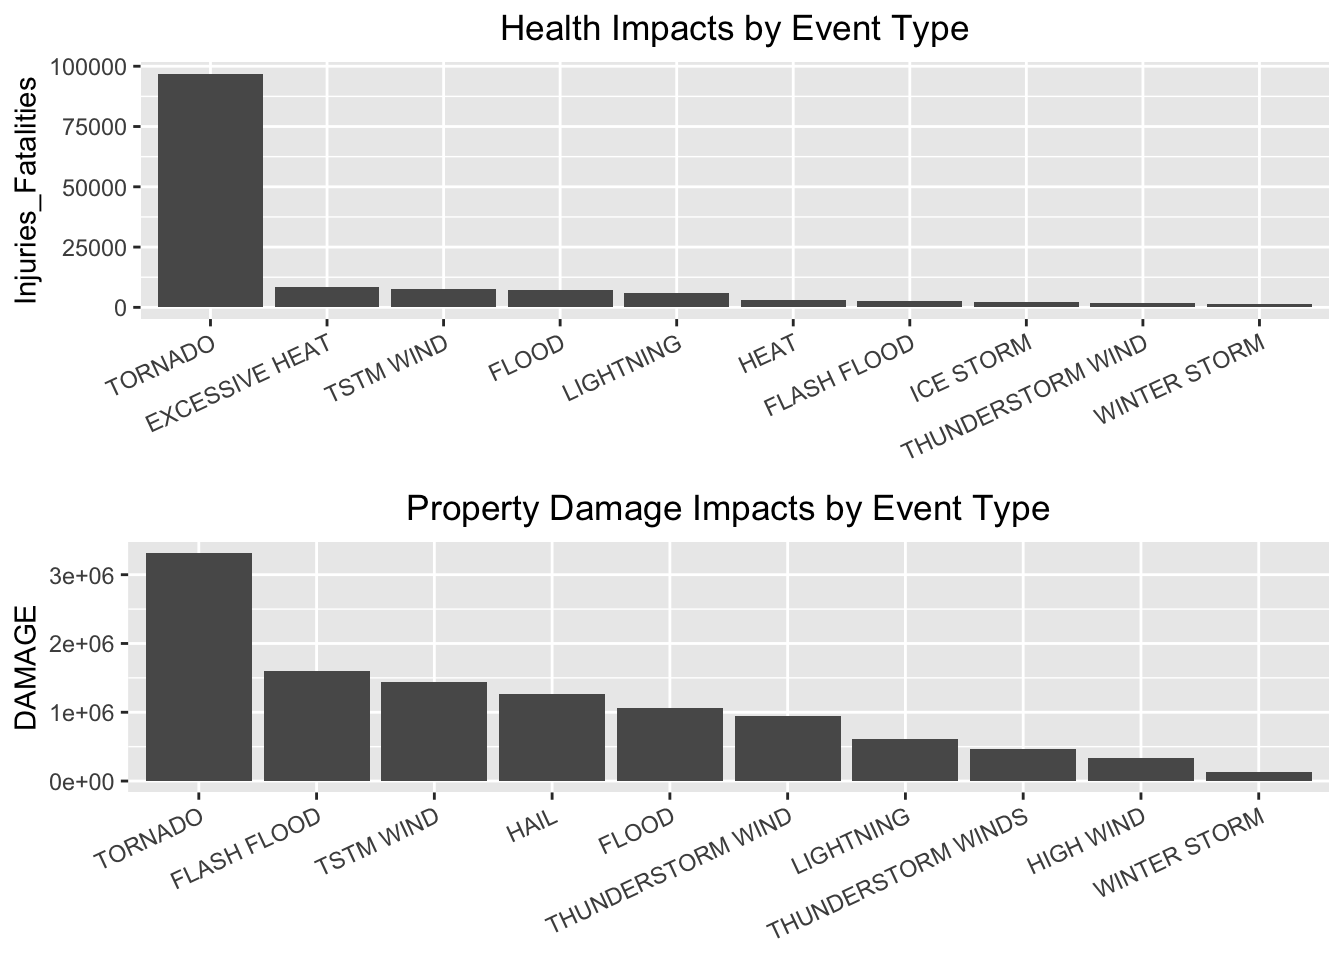 Health Impacts by Event Type
Injuries_Fatalities
100000
75000
50000
25000
0
TORNADO
EXCESSIVE HEAT
TSTM WIND
FLOOD
LIGHTNING
HEAT
FLASH FLOOD
ICE STORM
THUNDERSTORM WIND
WINTER STORM
Property Damage Impacts by Event Type
DAMAGE
3e+06
2e+06
1e+06
0e+00
TORNADO
FLASH FLOOD
TSTM WIND
HAIL
FLOOD
THUNDERSTORM WIND
LIGHTNING
THUNDERSTORM WINDS
HIGH WIND
WINTER STORM